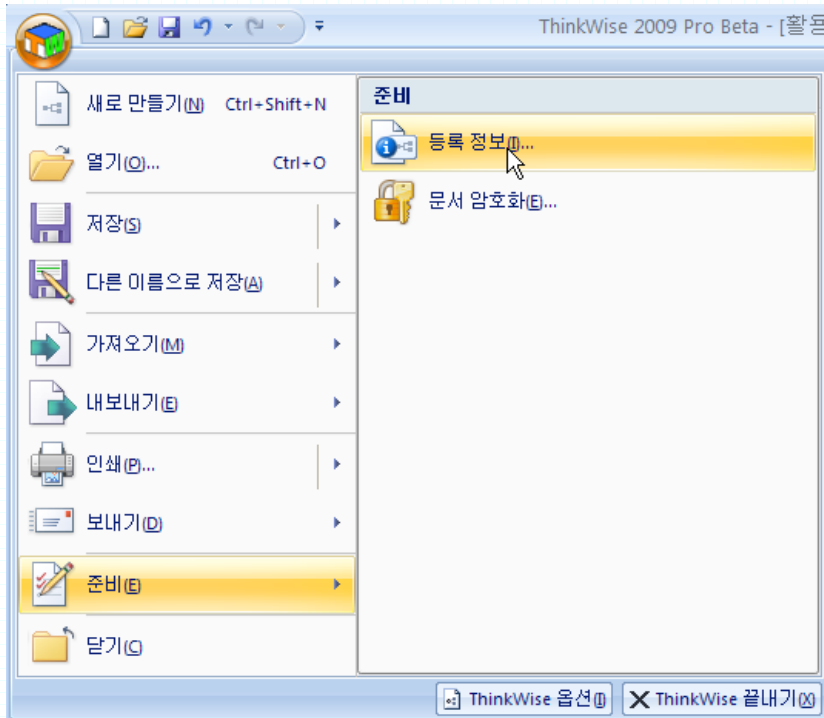 ThinkWise 2009 Pro Beta - [활용
새로 만들기(N) Ctrl+Shift+N
열기(O)... Ctrl+O
저장(S)
다른 이름으로 저장(A)
가져오기(M)
내보내기(E)
인쇄(P)...
보내기(D)
준비(E)
닫기(C)
준비
등록 정보(I)...
문서 암호화(E)...
ThinkWise 옵션(I)
ThinkWise 끝내기(X)